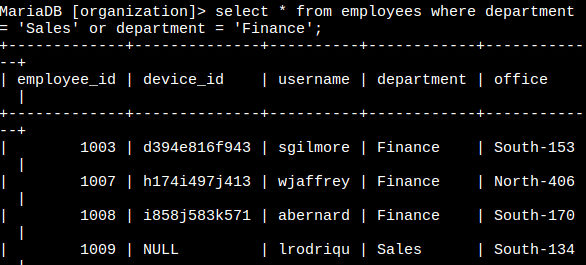 MariaDB [organization]> select * from employees where department
= 'Sales' or department = 'Finance';
+-------------+--------------+----------+------------+-----------
--+
| employee_id | device_id    | username | department | office
  |
+-------------+--------------+----------+------------+-----------
--+
|        1003 | d394e816f943 | sgilmore | Finance    | South-153
  |
|        1007 | h174i497j413 | wjaffrey | Finance    | North-406
  |
|        1008 | i858j583k571 | abernard | Finance    | South-170
  |
|        1009 | NULL         | lrodriqu | Sales      | South-134
  |